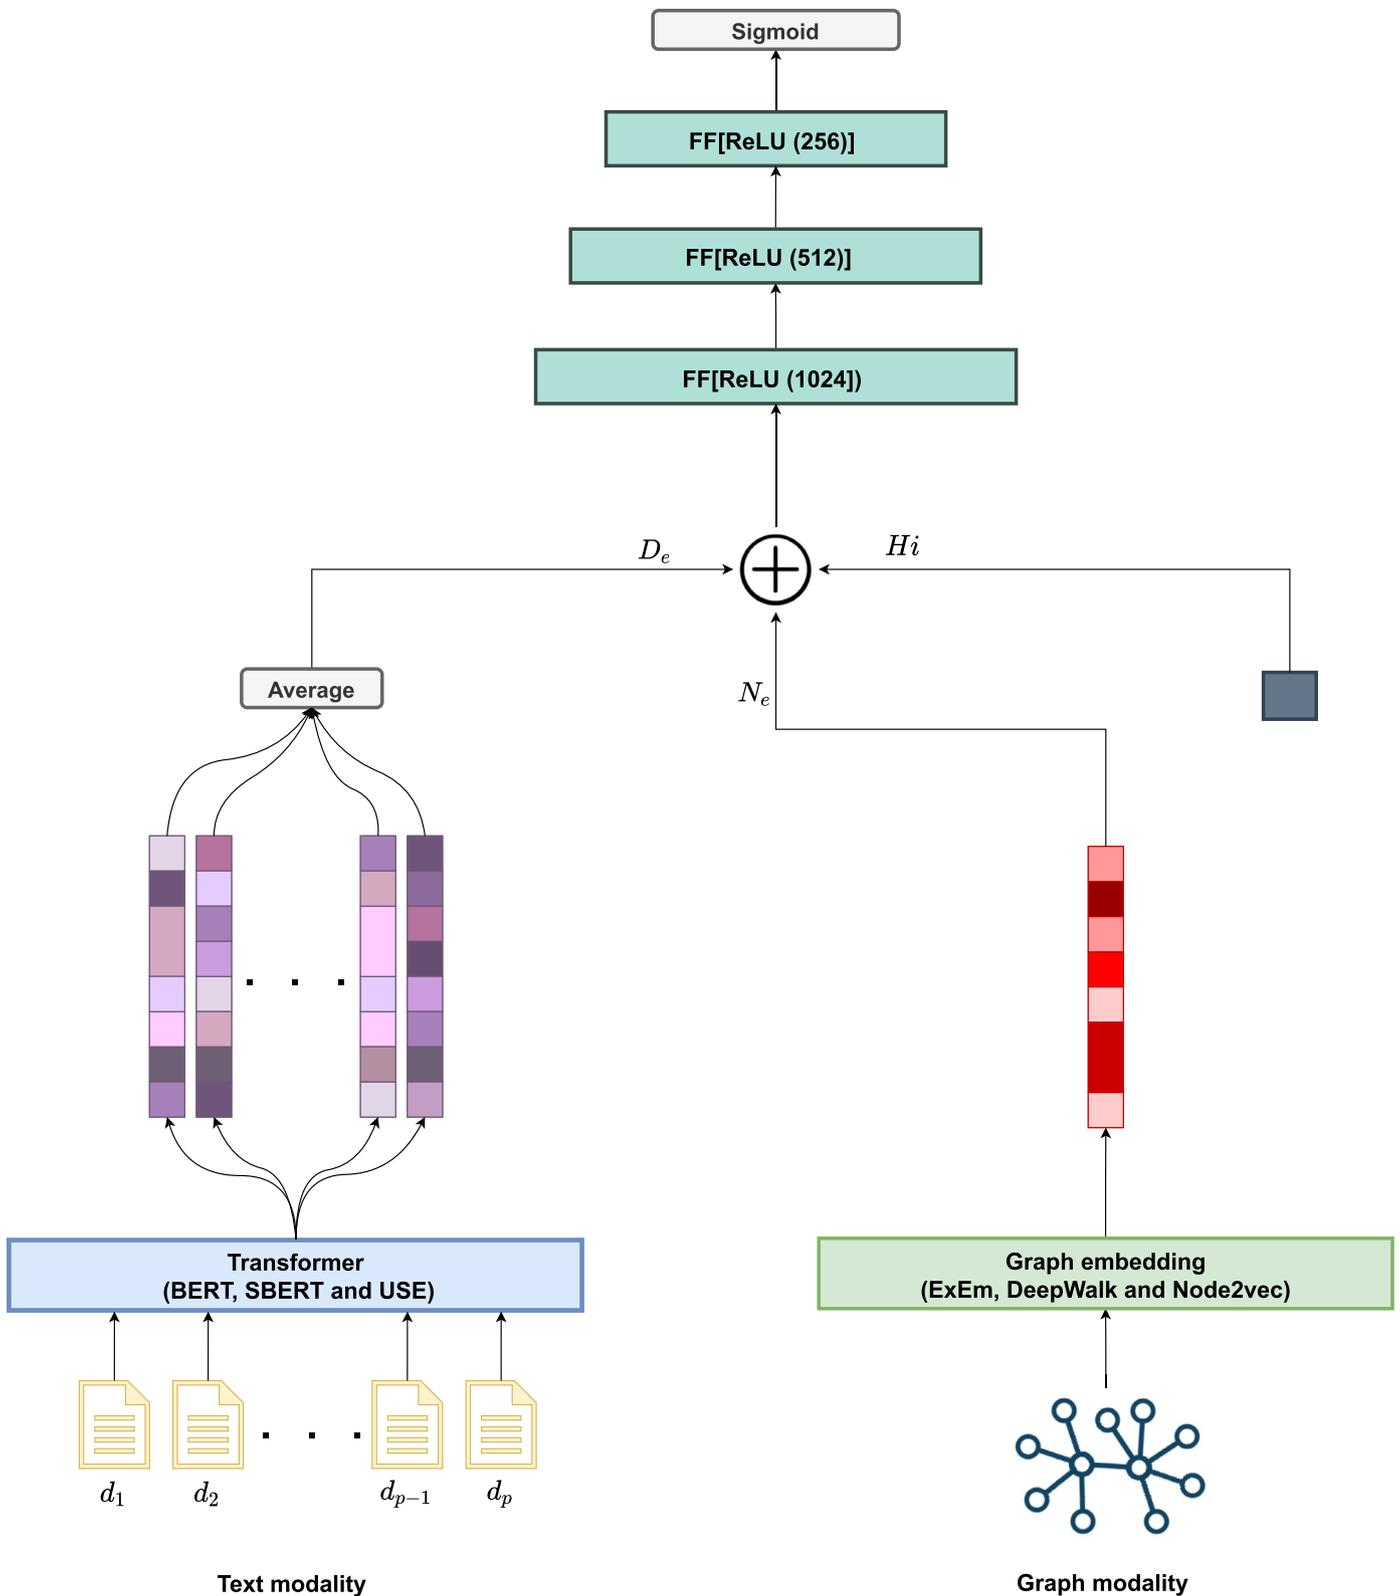 Sigmoid
FF[ReLU (256)]
FF[ReLU (512)]
FF[ReLU (1024])
D_e
Hi
N_e
Average
Transformer
(BERT, SBERT and USE)
Graph embedding
(ExEm, DeepWalk and Node2vec)
d_1 d_2 d_{p-1} d_p
Text modality
Graph modality